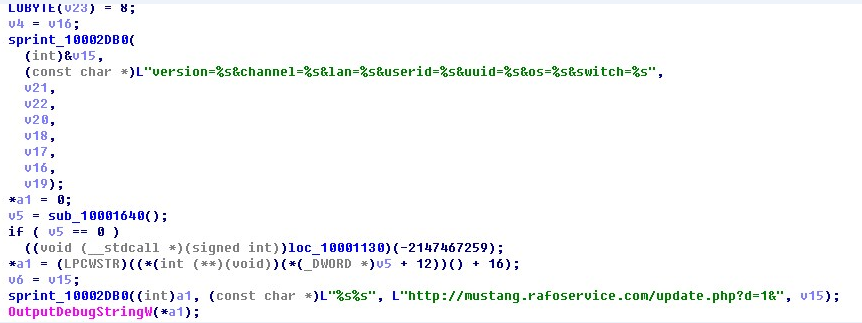 LOBYTE(v23) = 8;
v4 = v16;
sprint_10002DB0(
(int)&v15,
(const char *)L"version=%s&channel=%s&lan=%s&userid=%s&uuid=%s&os=%s&switch=%s",
v21,
v22,
v20,
v18,
v17,
v16,
v19);
*a1 = 0;
v5 = sub_10001640();
if ( v5 == 0 )
((void (__stdcall *)(signed int))loc_10001130)(-2147467259);
*a1 = (LPCWSTR)((*(int (**)(void))(*(_DWORD *)v5 + 12))() + 16);
v6 = v15;
sprint_10002DB0((int)a1, (const char *)L"%s%s", L"http://mustang.rafoservice.com/update.php?d=1&", v15);
OutputDebugStringW(*a1);